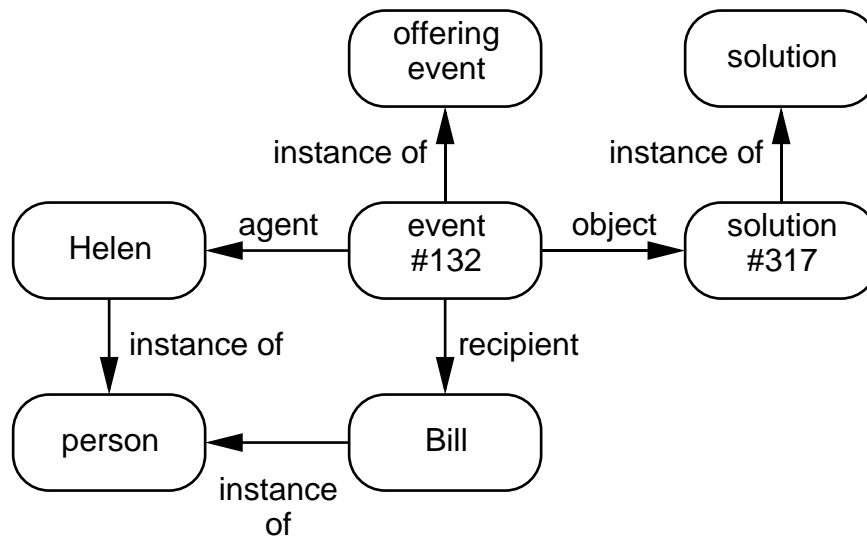 offering
event
solution
instance of
instance of
Helen
agent
event
#132
object
solution
#317
instance of
recipient
person
Bill
instance
of